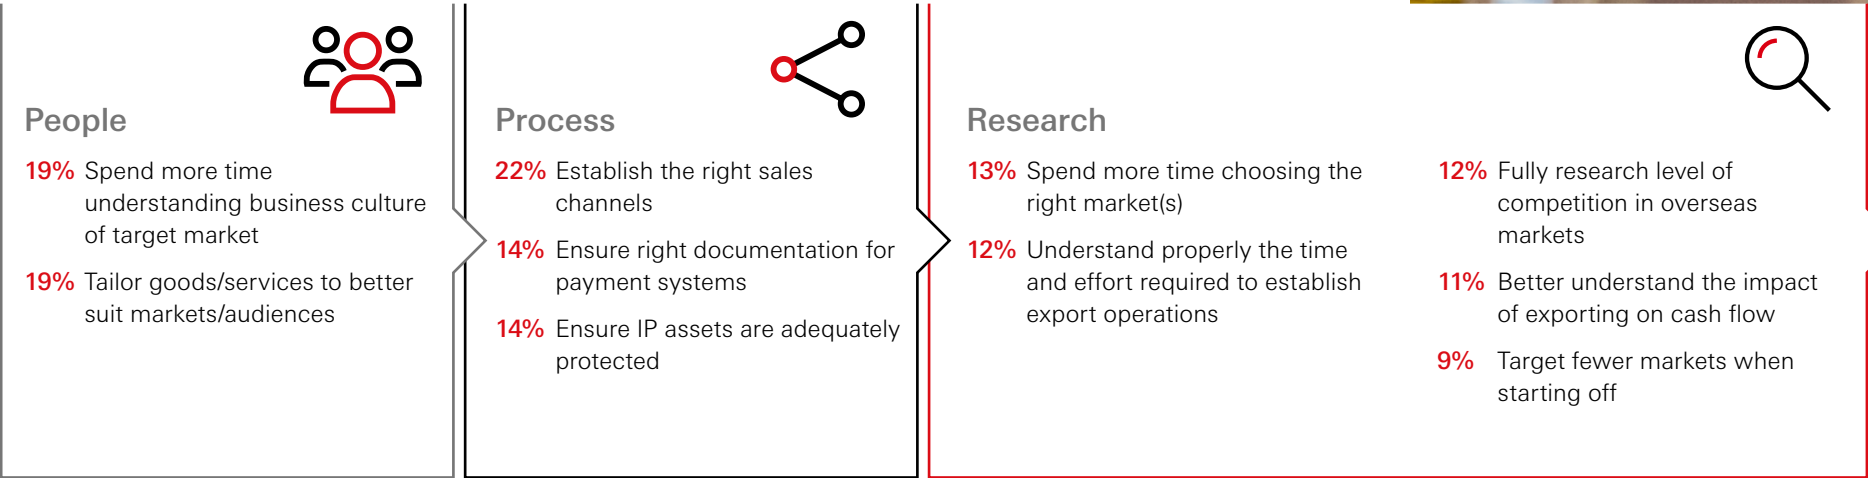 People
19% Spend more time
understanding business culture
of target market
19% Tailor goods/services to better
suit markets/audiences
Process
22% Establish the right sales
channels
14% Ensure right documentation for
payment systems
14% Ensure IP assets are adequately
protected
Research
13% Spend more time choosing the
right market(s)
12% Understand properly the time
and effort required to establish
export operations
12% Fully research level of
competition in overseas
markets
11% Better understand the impact
of exporting on cash flow
9% Target fewer markets when
starting off